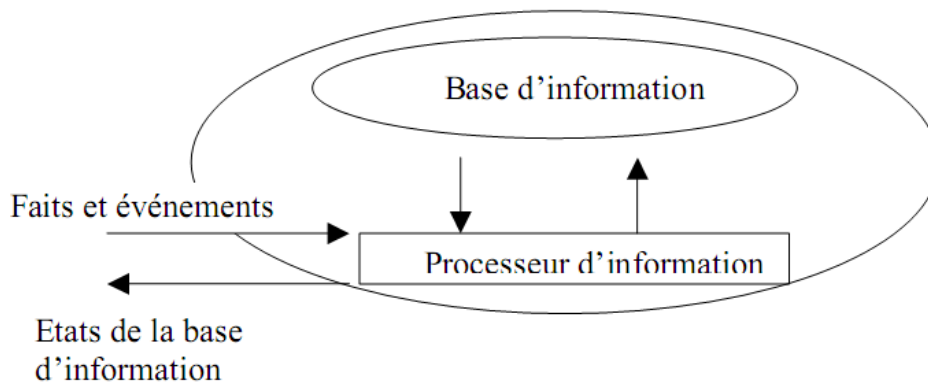 Base d'information
Faits et événements
Processeur d'information
Etats de la base
d'information